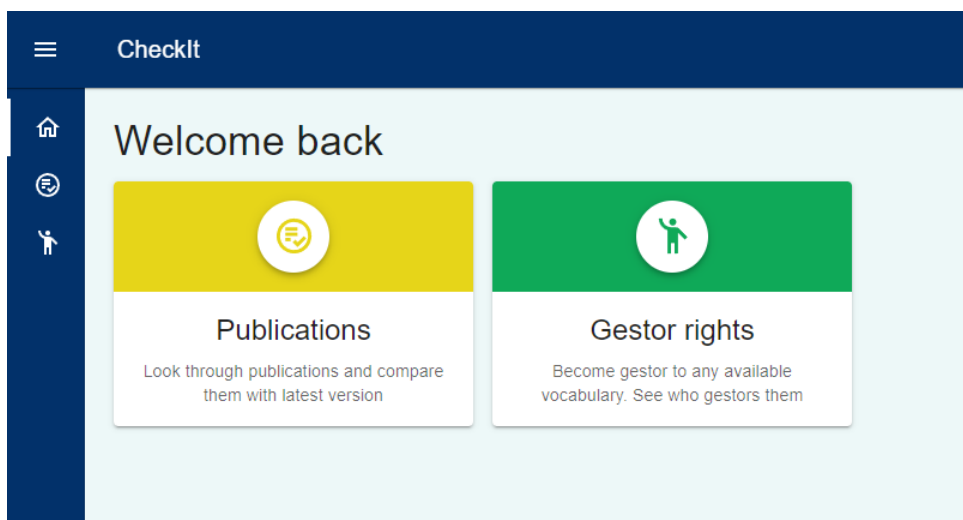 CheckIt
Welcome back
Publications
Look through publications and compare
them with latest version
Gestor rights
Become gestor to any available
vocabulary. See who gestors them